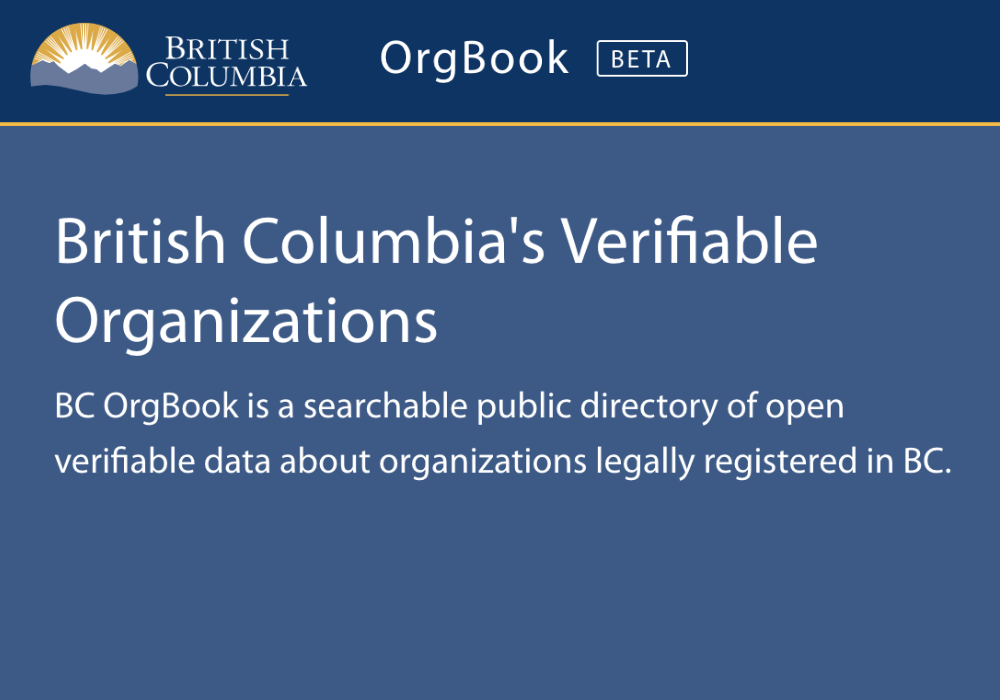 BRITISH
COLUMBIA
OrgBook BETA
British Columbia's Verifiable
Organizations
BC OrgBook is a searchable public directory of open
verifiable data about organizations legally registered in BC.